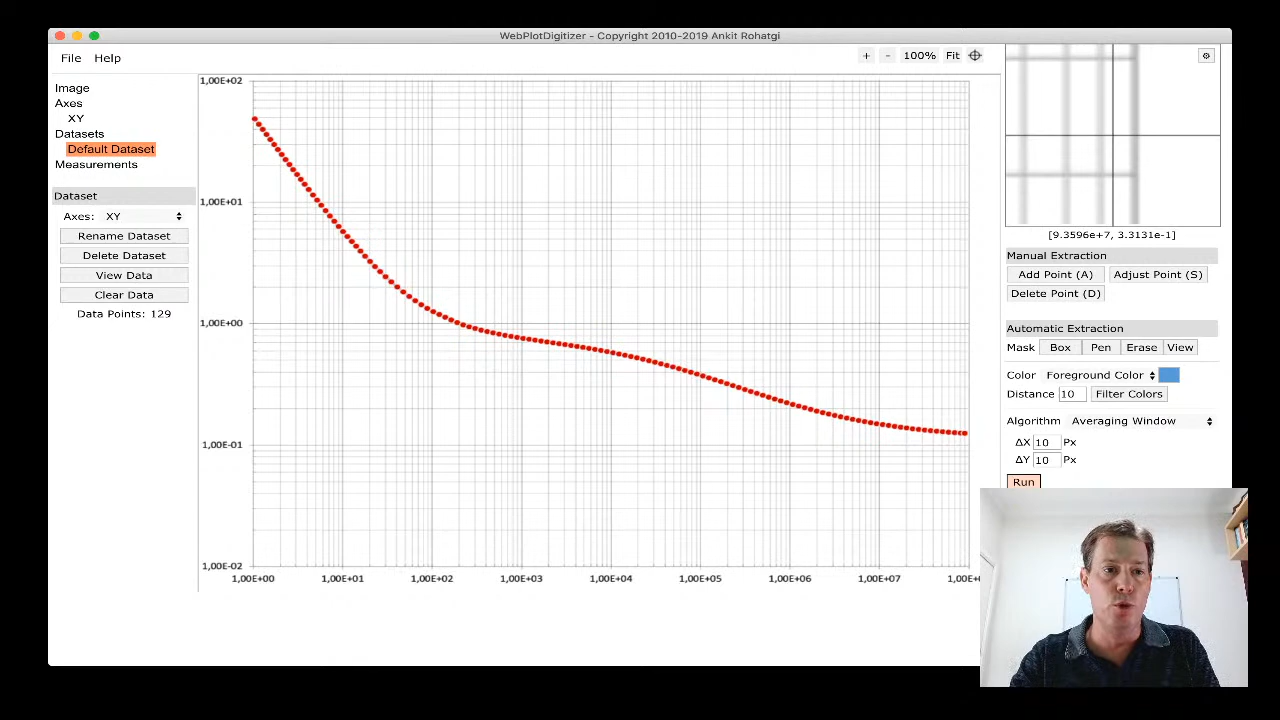 WebPlotDigitizer - Copyright 2010-2019 Ankit Rohatgi
File Help
+ - 100% Fit
Image
Axes
XY
Datasets
Default Dataset
Measurements
Dataset
Axes: XY
Rename Dataset
Delete Dataset
View Data
Clear Data
Data Points: 129
1,00E+02
1,00E+01
1,00E+00
1,00E-01
1,00E-02
1,00E+00 1,00E+01 1,00E+02 1,00E+03 1,00E+04 1,00E+05 1,00E+06 1,00E+07 1,00E+
[9.3596e+7, 3.3131e-1]
Manual Extraction
Add Point (A) Adjust Point (S)
Delete Point (D)
Automatic Extraction
Mask Box Pen Erase View
Color Foreground Color
Distance 10 Filter Colors
Algorithm Averaging Window
ΔX 10 Px
ΔY 10 Px
Run